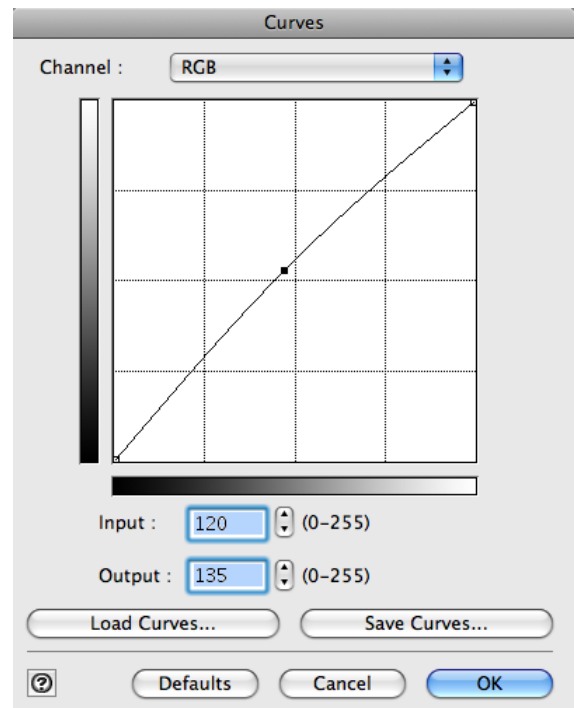 Curves
Channel : RGB
Input : 120 (0–255)
Output : 135 (0–255)
Load Curves... Save Curves...
? Defaults Cancel OK